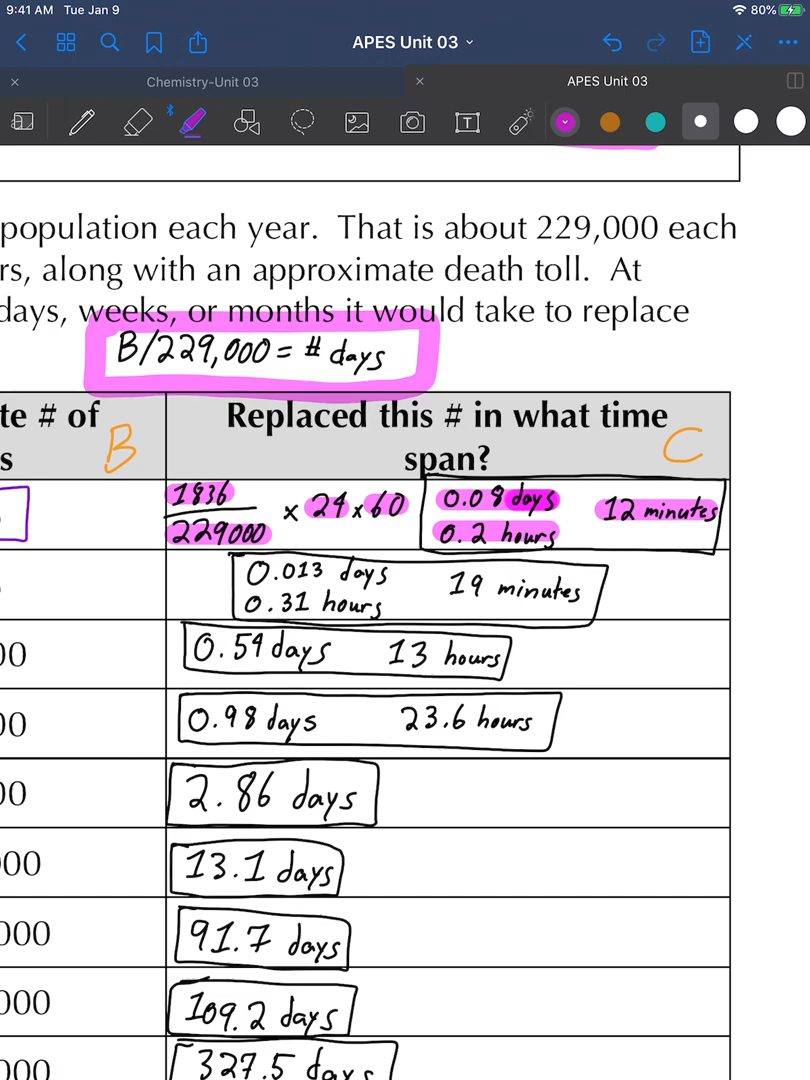 9:41 AM Tue Jan 9 80%
APES Unit 03
Chemistry-Unit 03 APES Unit 03
T
population each year. That is about 229,000 each
rs, along with an approximate death toll. At
days, weeks, or months it would take to replace
B/229,000 = # days
te # of
s B
Replaced this # in what time
span? C
1836
229000 x 24 x 60
0.08 days 12 minutes
0.2 hours
0.013 days 19 minutes
0.31 hours
00
0.59 days 13 hours
00
0.98 days 23.6 hours
00
2.86 days
000
13.1 days
000
91.7 days
000
109.2 days
000
327.5 days